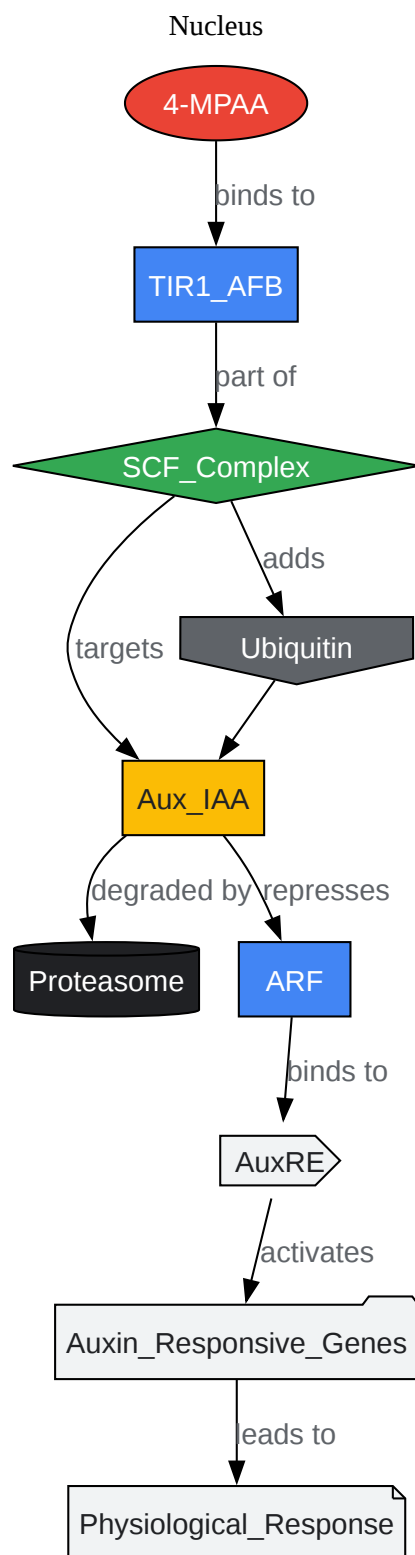 Nucleus
4-MPAA
binds to
TIR1_AFB
part of
SCF_Complex
adds
targets
Ubiquitin
Aux_IAA
degraded by
represses
Proteasome
ARF
binds to
AuxRE
activates
Auxin_Responsive_Genes
leads to
Physiological_Response